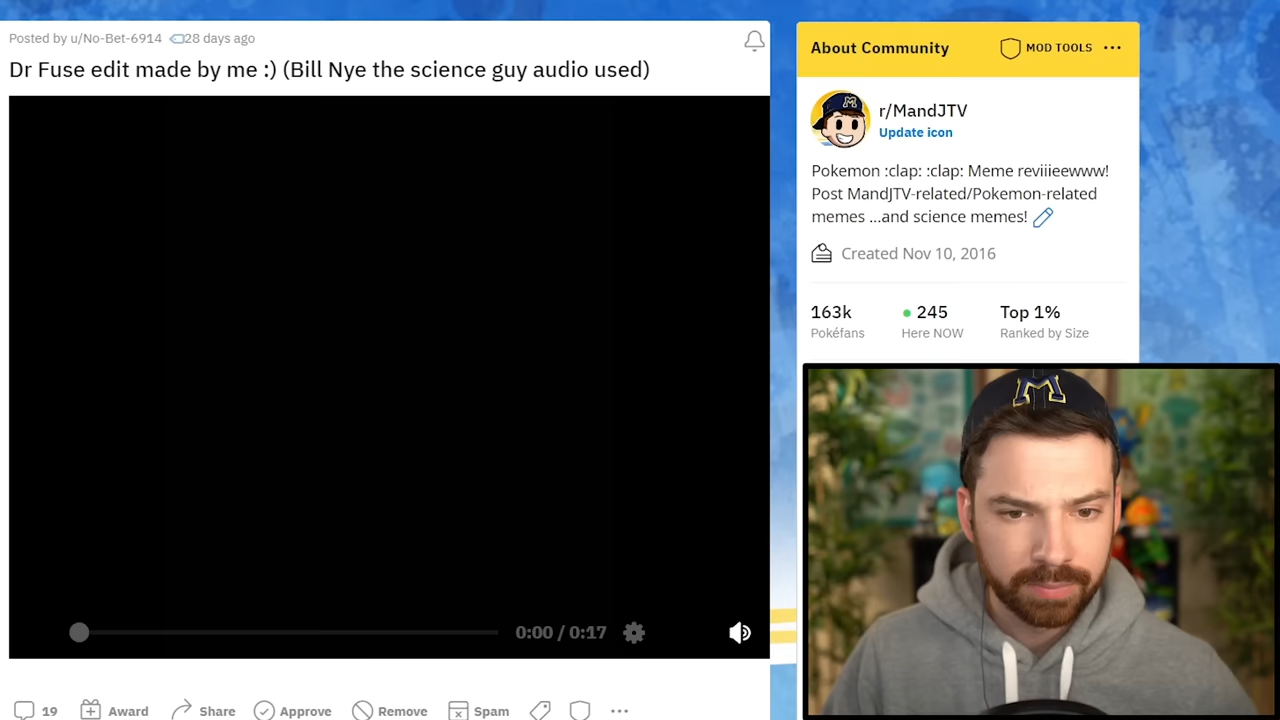 Posted by u/No-Bet-6914 28 days ago
Dr Fuse edit made by me :) (Bill Nye the science guy audio used)
0:00 / 0:17
19
Award
Share
Approve
Remove
Spam
About Community
MOD TOOLS
M
r/MandJTV
Update icon
Pokemon :clap: :clap: Meme reviiieewww!
Post MandJTV-related/Pokemon-related
memes ...and science memes!
Created Nov 10, 2016
163k
245
Top 1%
Pokéfans
Here NOW
Ranked by Size
M